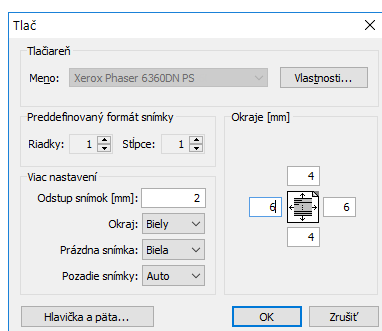 Tlač
Tlačiareň
Meno: Xerox Phaser 6360DN PS Vlastnosti...
Preddefinovaný formát snímky
Riadky: 1 Stĺpce: 1
Okraje [mm]
4
6 6
4
Viac nastavení
Odstup snímok [mm]: 2
Okraj: Biely
Prázdna snímka: Biela
Pozadie snímky: Auto
Hlavička a päta... OK Zrušiť